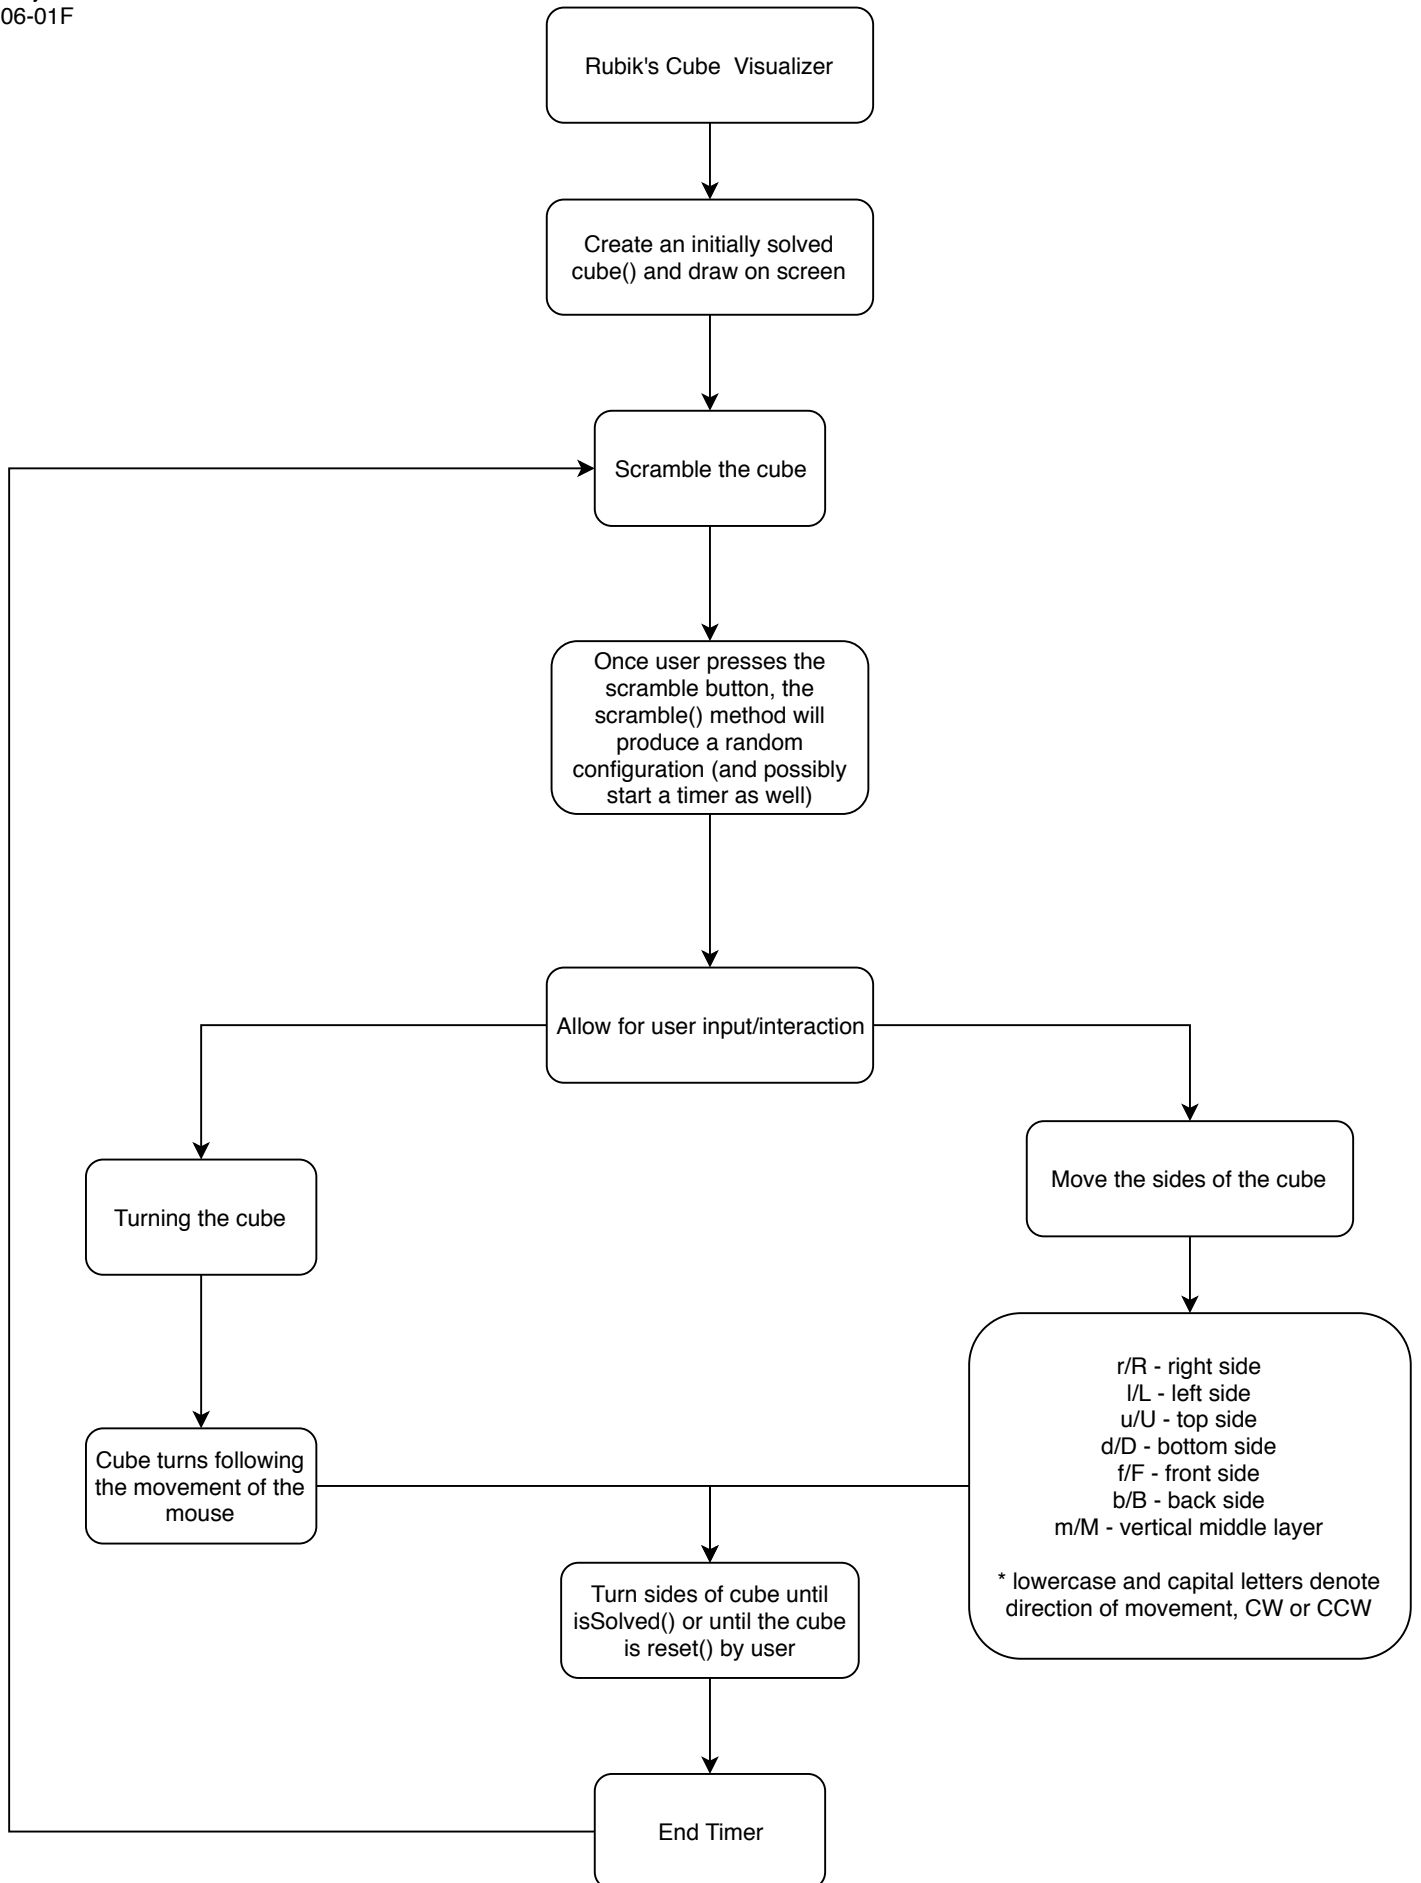 06-01F
Rubik's Cube  Visualizer
Create an initially solved
cube() and draw on screen
Scramble the cube
Once user presses the
scramble button, the
scramble() method will
produce a random
configuration (and possibly
start a timer as well)
Allow for user input/interaction
Move the sides of the cube
Turning the cube
r/R - right side
l/L - left side
u/U - top side
d/D - bottom side
f/F - front side
b/B - back side
m/M - vertical middle layer
* lowercase and capital letters denote
direction of movement, CW or CCW
Cube turns following
the movement of the
mouse
Turn sides of cube until
isSolved() or until the cube
is reset() by user
End Timer